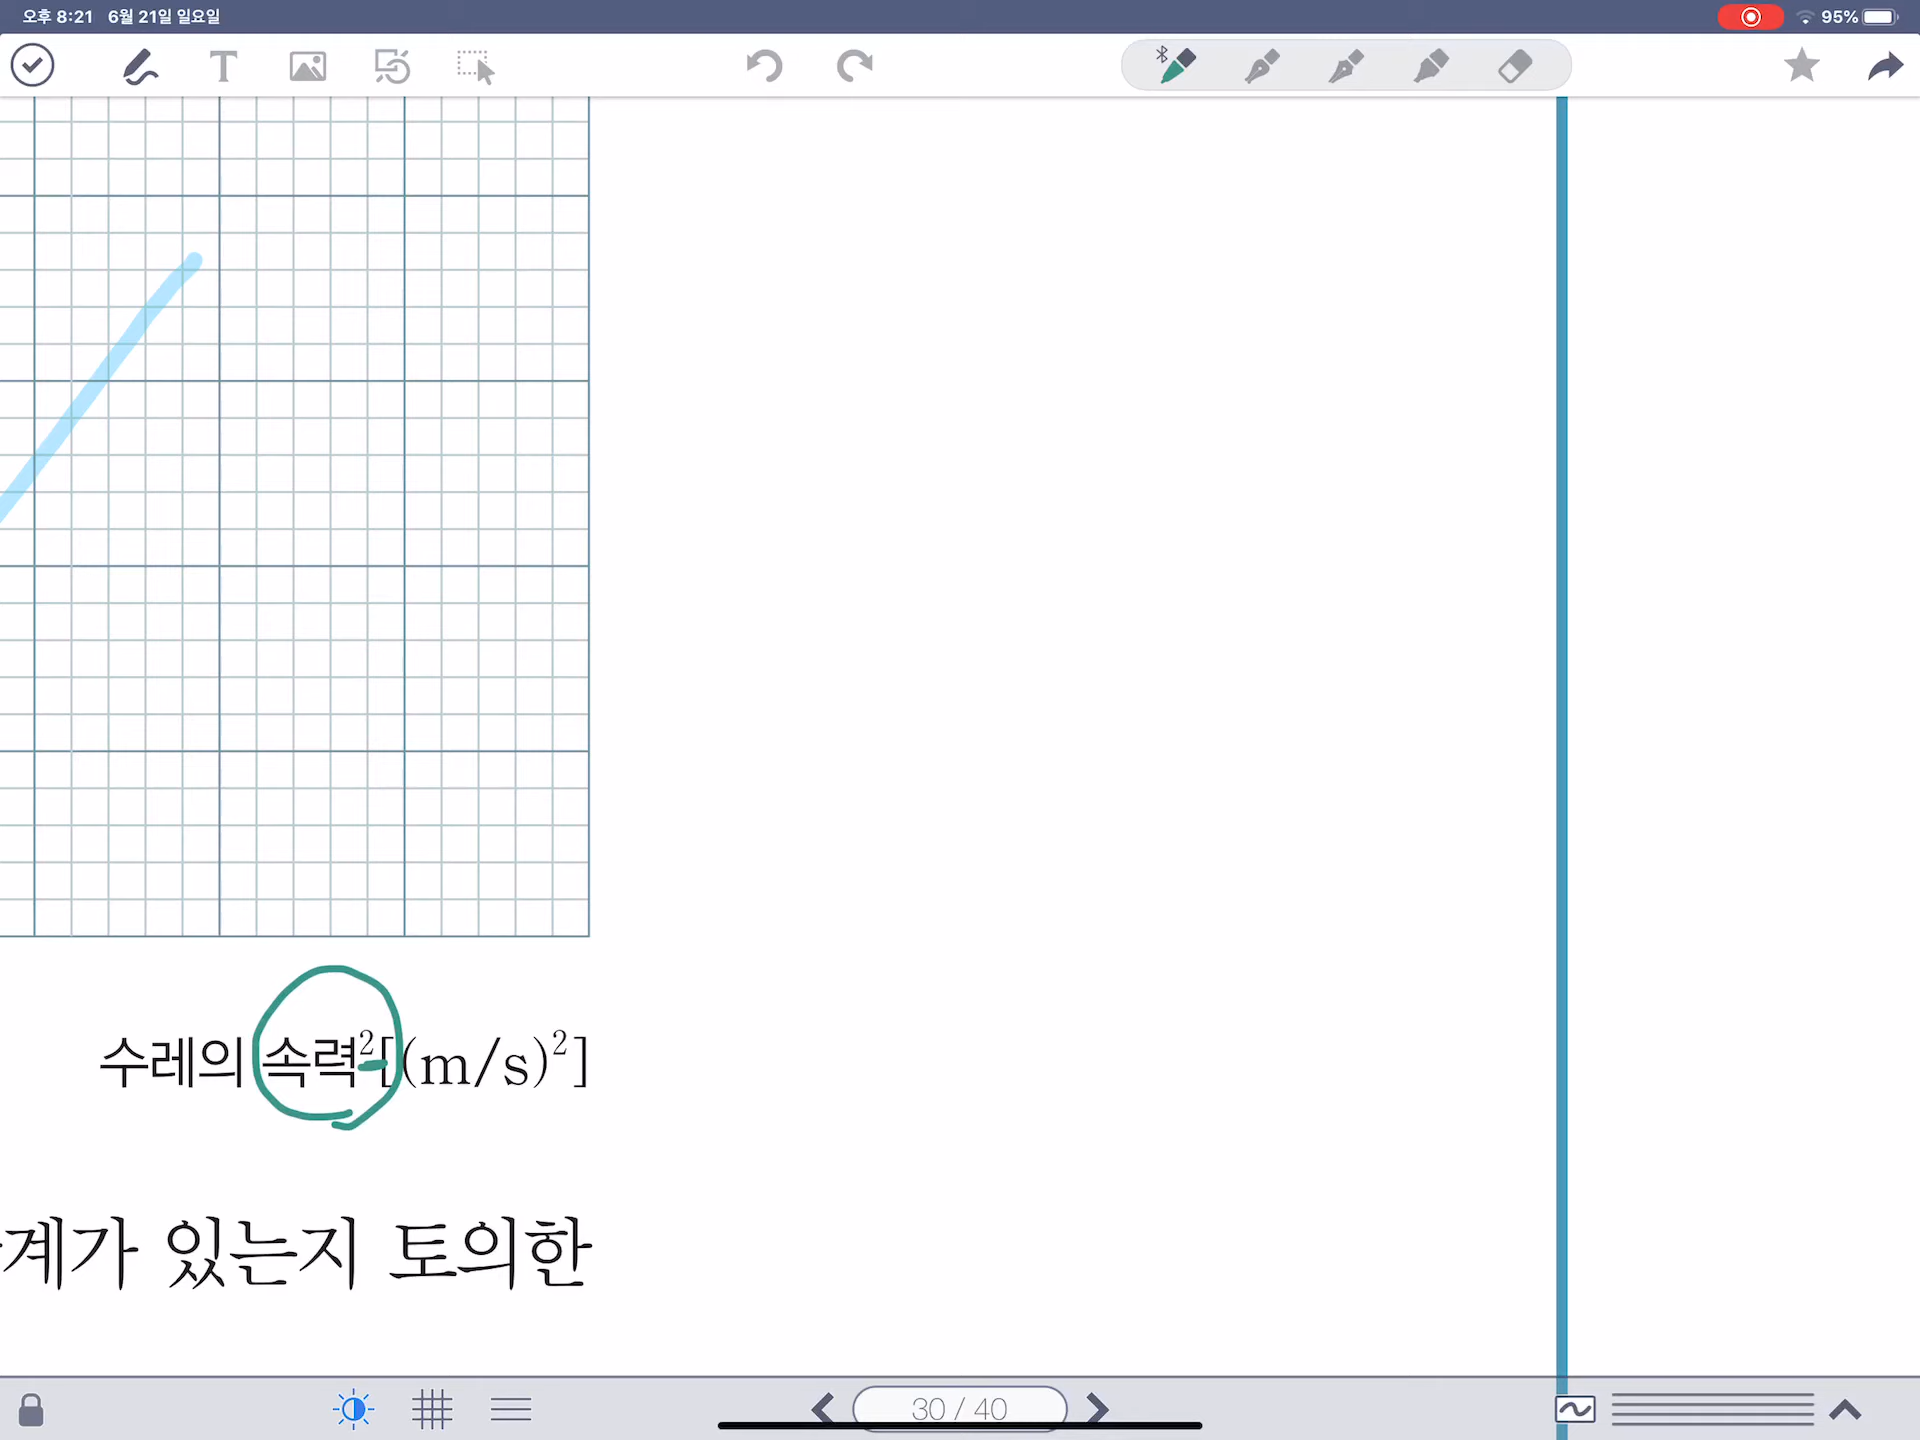 오후 8:21 6월 21일 일요일
95%
T
수레의 속력²[(m/s)²]
계가 있는지 토의한
30 / 40